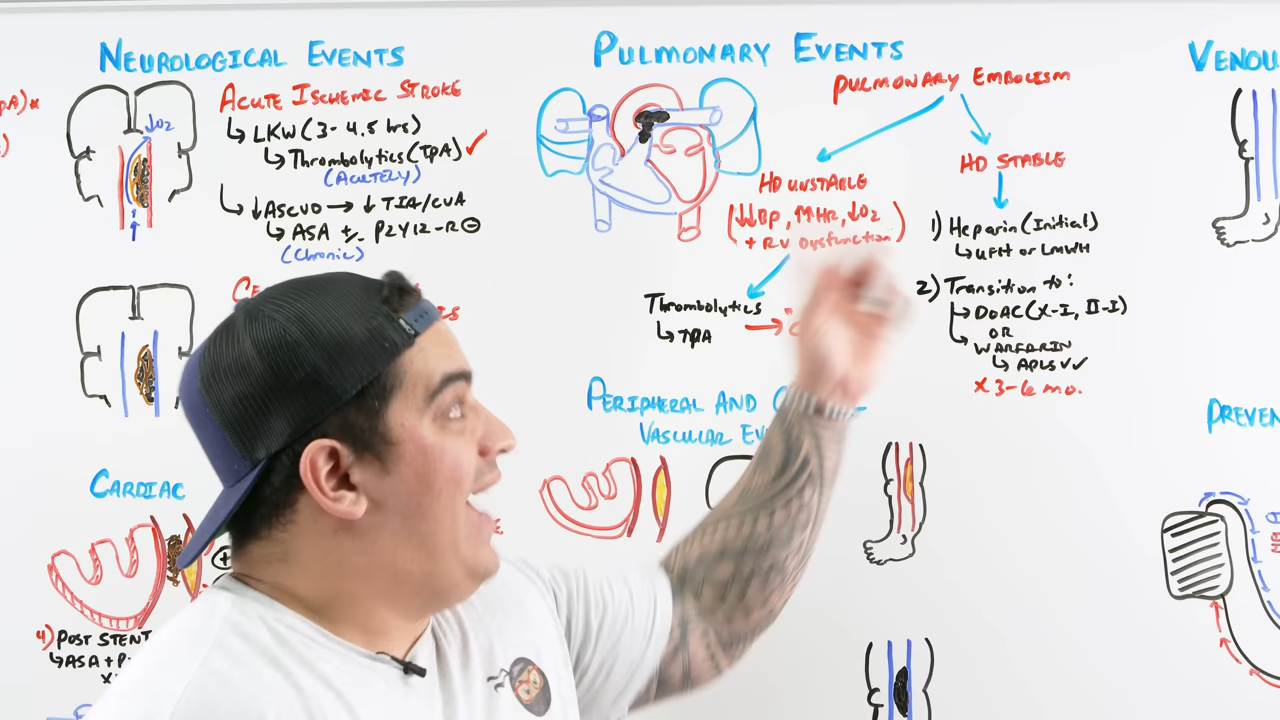 NEUROLOGICAL EVENTS
↓O2
ACUTE ISCHEMIC STROKE
↳ LKW (3-4.5 hrs)
↳ Thrombolytics (TPA) ✓
(ACUTELY)
↳ ↓ASCVD → ↓ TIA/CVA
↳ ASA +/- P2Y12-R ⊖
(Chronic)
CARDIAC
4) POST STENT
↳ ASA + P
PULMONARY EVENTS
PULMONARY EMBOLISM
HD UNSTABLE
(↓↓BP, ↑↑HR, ↓O2
+ RV Dysfunction)
Thrombolytics
↳ TPA
HD STABLE
1) Heparin (Initial)
↳ UFH or LMWH
2) Transition to:
↳ DOAC (X-I, II-I)
OR
↳ WARFARIN
↳ APLS ✓✓
x 3-6 mo.
PERIPHERAL AND
VASCULAR EV
VENOU
PREVEN